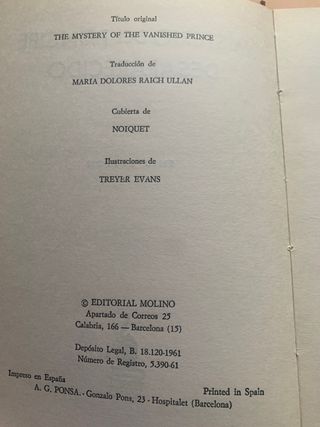 Título original
THE MYSTERY OF THE VANISHED PRINCE
Traducción de
MARIA DOLORES RAICH ULLAN
Cubierta de
NOIQUET
Ilustraciones de
TREYER EVANS
© EDITORIAL MOLINO
Apartado de Correos 25
Calabria, 166 — Barcelona (15)
Depósito Legal, B. 18.120-1961
Número de Registro, 5.390-61
Impreso en España
Printed in Spain
A. G. PONSA. - Gonzalo Pons, 23 - Hospitalet (Barcelona)